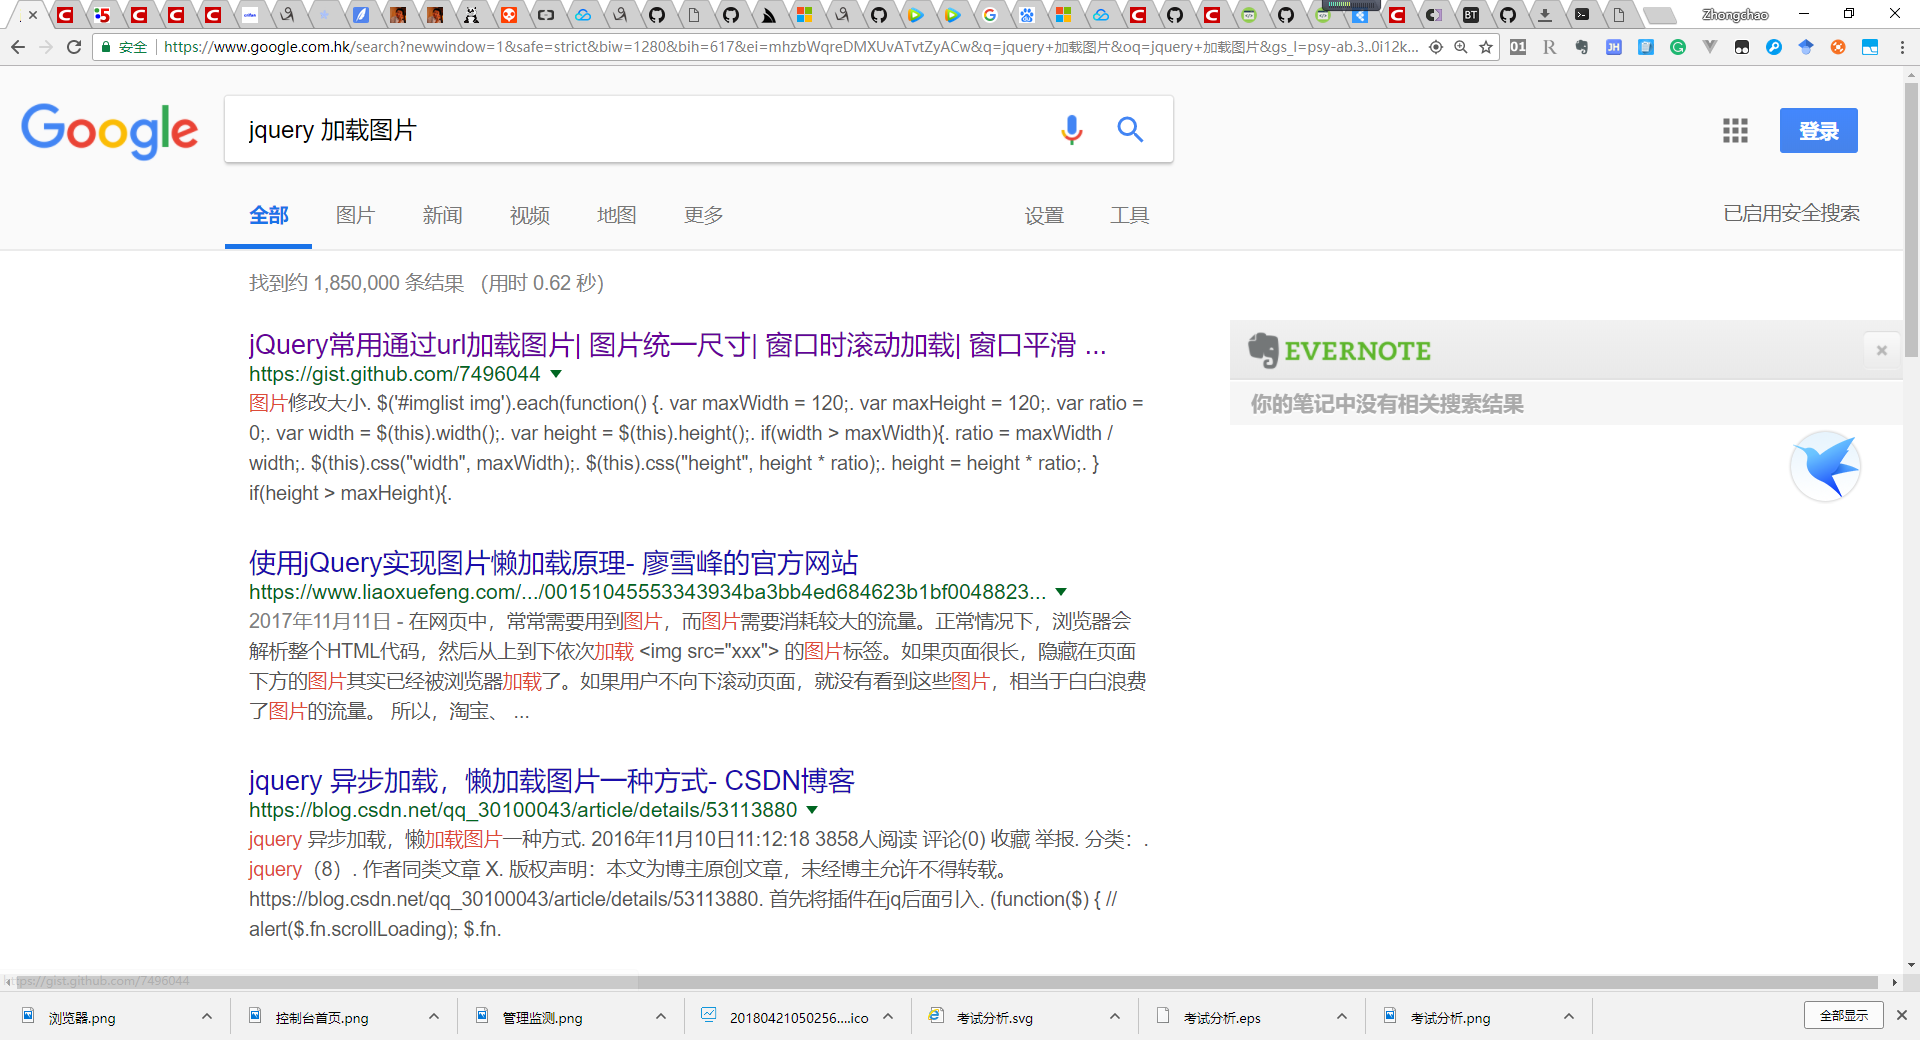 Zhongchao
安全 https://www.google.com.hk/search?newwindow=1&safe=strict&biw=1280&bih=617&ei=mhzbWqreDMXUvATvtZyACw&q=jquery+加载图片&oq=jquery+加载图片&gs_l=psy-ab.3..0i12k...
Google
jquery 加载图片
登录
全部 图片 新闻 视频 地图 更多 设置 工具
已启用安全搜索
找到约 1,850,000 条结果 （用时 0.62 秒）
jQuery常用通过url加载图片| 图片统一尺寸| 窗口时滚动加载| 窗口平滑 ...
https://gist.github.com/7496044
图片修改大小. $('#imglist img').each(function() {. var maxWidth = 120;. var maxHeight = 120;. var ratio =
0;. var width = $(this).width();. var height = $(this).height();. if(width > maxWidth){. ratio = maxWidth /
width;. $(this).css("width", maxWidth);. $(this).css("height", height * ratio);. height = height * ratio;. }
if(height > maxHeight){.
EVERNOTE
你的笔记中没有相关搜索结果
使用jQuery实现图片懒加载原理- 廖雪峰的官方网站
https://www.liaoxuefeng.com/.../00151045553343934ba3bb4ed684623b1bf0048823...
2017年11月11日 - 在网页中，常常需要用到图片，而图片需要消耗较大的流量。正常情况下，浏览器会
解析整个HTML代码，然后从上到下依次加载 <img src="xxx"> 的图片标签。如果页面很长，隐藏在页面
下方的图片其实已经被浏览器加载了。如果用户不向下滚动页面，就没有看到这些图片，相当于白白浪费
了图片的流量。 所以，淘宝、 ...
jquery 异步加载，懒加载图片一种方式- CSDN博客
https://blog.csdn.net/qq_30100043/article/details/53113880
jquery 异步加载，懒加载图片一种方式. 2016年11月10日11:12:18 3858人阅读 评论(0) 收藏 举报. 分类：.
jquery（8）. 作者同类文章 X. 版权声明：本文为博主原创文章，未经博主允许不得转载。
https://blog.csdn.net/qq_30100043/article/details/53113880. 首先将插件在jq后面引入. (function($) { //
alert($.fn.scrollLoading); $.fn.
https://gist.github.com/7496044
浏览器.png 控制台首页.png 管理监测.png 20180421050256....ico 考试分析.svg 考试分析.eps 考试分析.png 全部显示